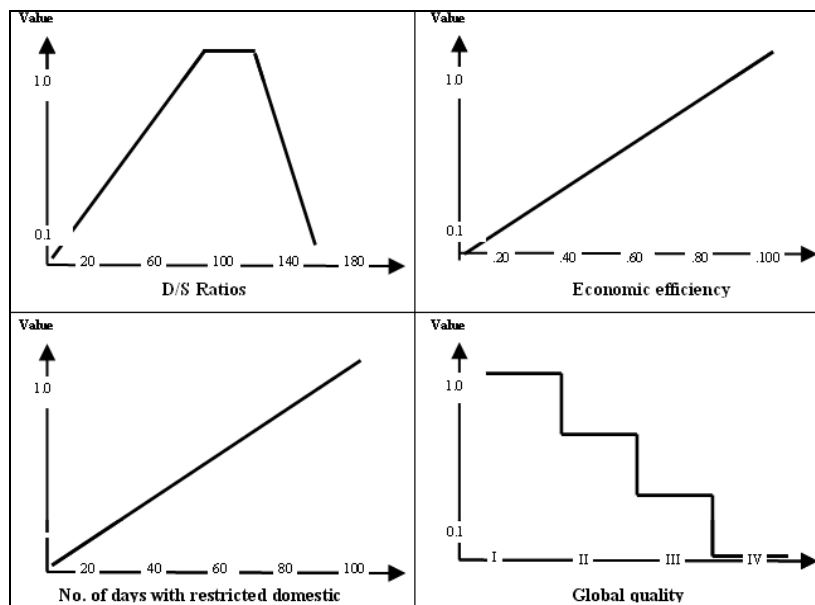 Value
1.0
0.1
20 60 100 140 180
D/S Ratios
Value
1.0
0.1
.20 .40 .60 .80 .100
Economic efficiency
Value
1.0
20 40 60 80 100
No. of days with restricted domestic
Value
1.0
0.1
I II III IV
Global quality